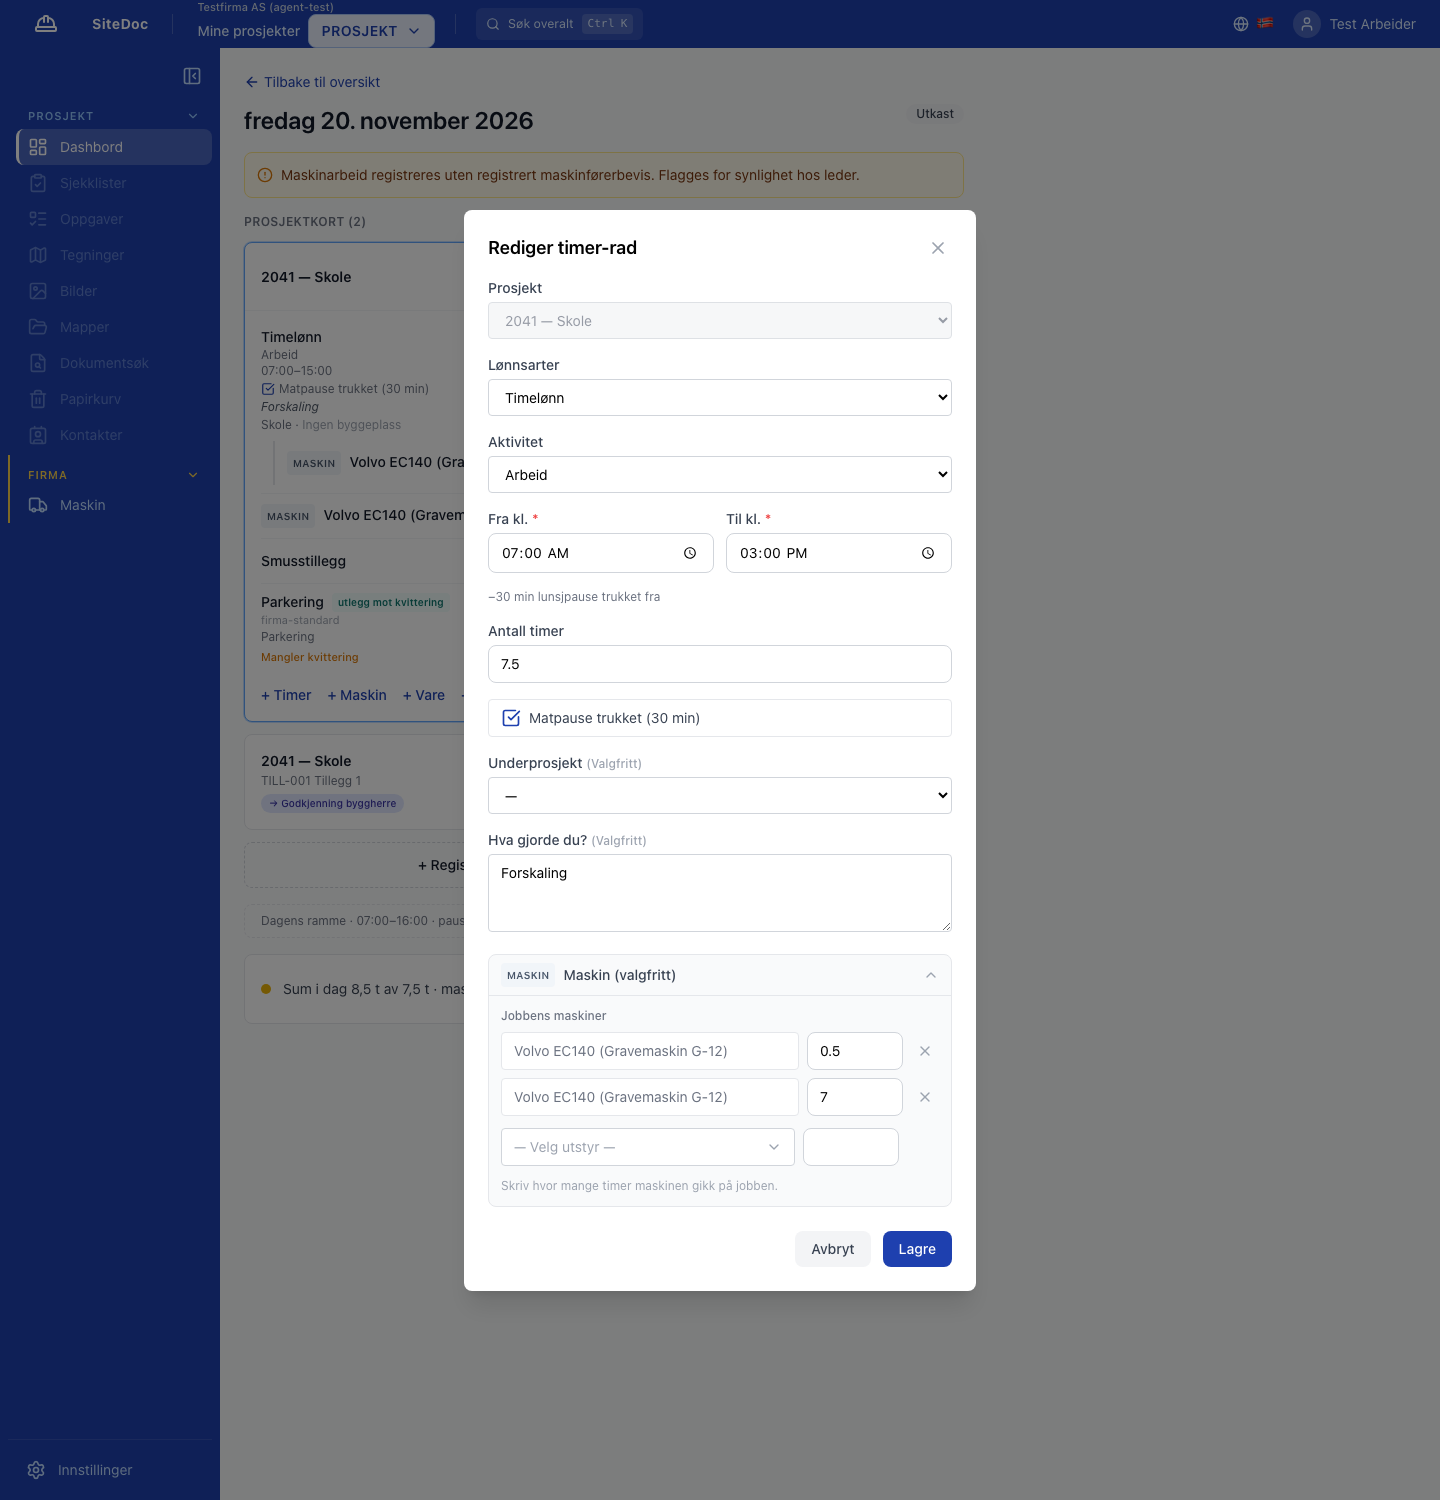 Testfirma AS (agent-test)
SiteDoc
Mine prosjekter
PROSJEKT
Søk overalt
Ctrl K
Test Arbeider
PROSJEKT
Dashbord
Sjekklister
Oppgaver
Tegninger
Bilder
Mapper
Dokumentsøk
Papirkurv
Kontakter
FIRMA
Maskin
Innstillinger
← Tilbake til oversikt
fredag 20. november 2026
Utkast
Maskinarbeid registreres uten registrert maskinførerbevis. Flagges for synlighet hos leder.
PROSJEKTKORT (2)
2041 — Skole
Timelønn
Arbeid
07:00–15:00
Matpause trukket (30 min)
Forskaling
Skole · Ingen byggeplass
MASKIN Volvo EC140 (Gra
MASKIN Volvo EC140 (Gravem
Smusstillegg
Parkering utlegg mot kvittering
firma-standard
Parkering
Mangler kvittering
+ Timer + Maskin + Vare
2041 — Skole
TILL-001 Tillegg 1
→ Godkjenning byggherre
+ Regis
Dagens ramme · 07:00–16:00 · paus
Sum i dag 8,5 t av 7,5 t · mas
Rediger timer-rad
Prosjekt
2041 — Skole
Lønnsarter
Timelønn
Aktivitet
Arbeid
Fra kl. *
Til kl. *
07:00 AM
03:00 PM
−30 min lunsjpause trukket fra
Antall timer
7.5
Matpause trukket (30 min)
Underprosjekt (Valgfritt)
—
Hva gjorde du? (Valgfritt)
Forskaling
MASKIN Maskin (valgfritt)
Jobbens maskiner
Volvo EC140 (Gravemaskin G-12)
0.5
Volvo EC140 (Gravemaskin G-12)
7
— Velg utstyr —
Skriv hvor mange timer maskinen gikk på jobben.
Avbryt
Lagre